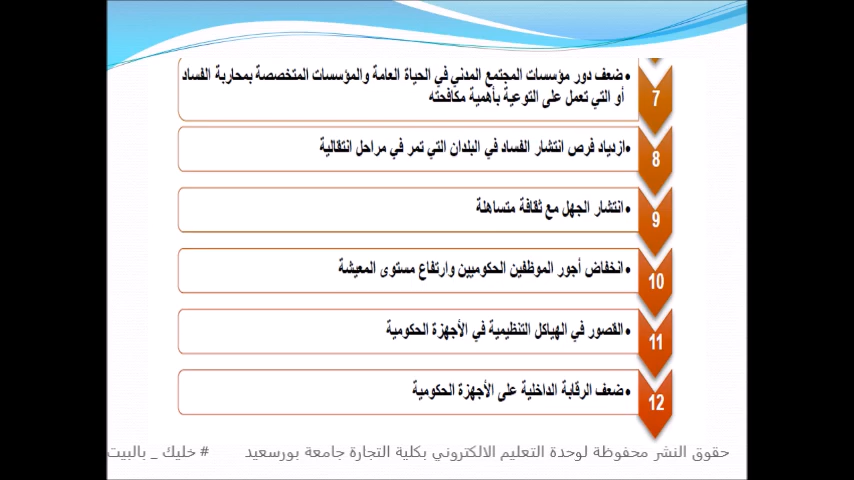 7
• ضعف دور مؤسسات المجتمع المدني في الحياة العامة والمؤسسات المتخصصة بمحاربة الفساد
أو التي تعمل على التوعية بأهمية مكافحته
8
•ازدياد فرص انتشار الفساد في البلدان التي تمر في مراحل انتقالية
9
•انتشار الجهل مع ثقافة متساهلة
10
•انخفاض أجور الموظفين الحكوميين وارتفاع مستوى المعيشة
11
•القصور في الهياكل التنظيمية في الأجهزة الحكومية
12
•ضعف الرقابة الداخلية على الأجهزة الحكومية
حقوق النشر محفوظة لوحدة التعليم الالكتروني بكلية التجارة جامعة بورسعيد # خليك _ بالبيت